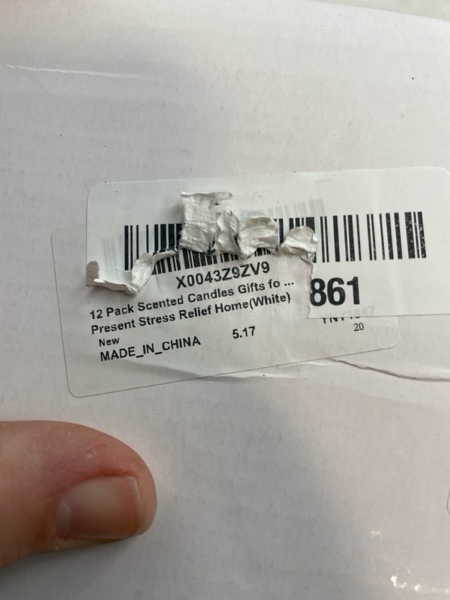 X0043Z9ZV9
12 Pack Scented Candles Gifts fo ...
Present Stress Relief Home(White)
861
New
MADE_IN_CHINA
5.17
20